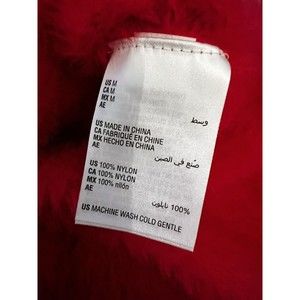 US M
CA M
MX M
AE
وسط
US MADE IN CHINA
CA FABRIQUÉ EN CHINE
MX HECHO EN CHINA
AE
صنع في الصين
US 100% NYLON
CA 100% NYLON
MX 100% nilón
AE
100% نايلون
US MACHINE WASH COLD GENTLE